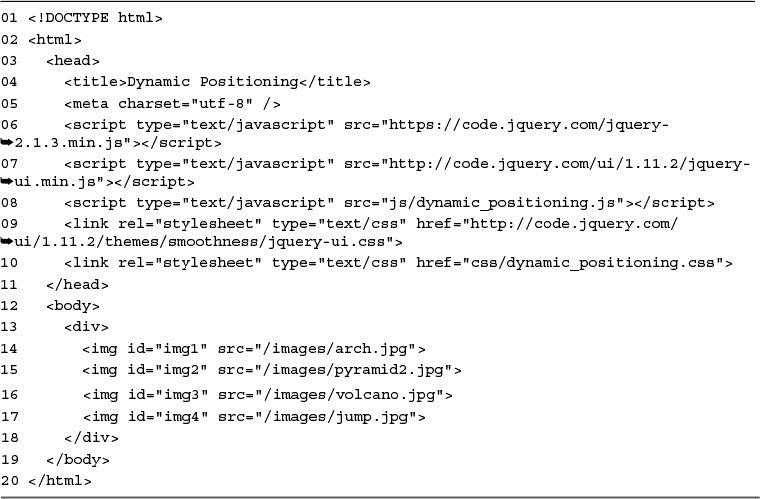 01 <!DOCTYPE html>
02 <html>
03   <head>
04     <title>Dynamic Positioning</title>
05     <meta charset="utf-8" />
06     <script type="text/javascript" src="https://code.jquery.com/jquery-
➥2.1.3.min.js"></script>
07     <script type="text/javascript" src="http://code.jquery.com/ui/1.11.2/jquery-
➥ui.min.js"></script>
08     <script type="text/javascript" src="js/dynamic_positioning.js"></script>
09     <link rel="stylesheet" type="text/css" href="http://code.jquery.com/
➥ui/1.11.2/themes/smoothness/jquery-ui.css">
10     <link rel="stylesheet" type="text/css" href="css/dynamic_positioning.css">
11   </head>
12   <body>
13     <div>
14       <img id="img1" src="/images/arch.jpg">
15       <img id="img2" src="/images/pyramid2.jpg">
16       <img id="img3" src="/images/volcano.jpg">
17       <img id="img4" src="/images/jump.jpg">
18     </div>
19   </body>
20 </html>